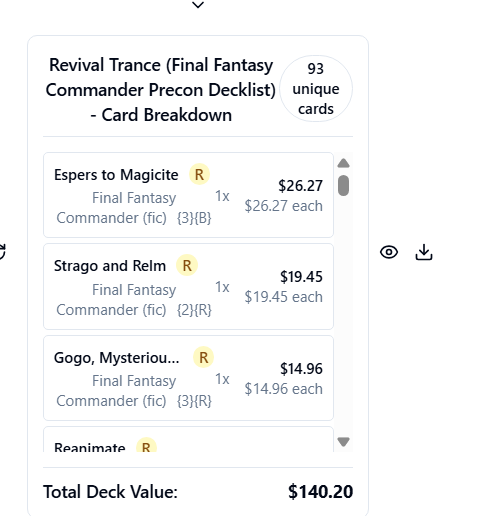 Revival Trance (Final Fantasy
Commander Precon Decklist)
- Card Breakdown
93
unique
cards
Espers to Magicite R
Final Fantasy
Commander (fic) {3}{B}
1x
$26.27
$26.27 each
Strago and Relm R
Final Fantasy
Commander (fic) {2}{R}
1x
$19.45
$19.45 each
Gogo, Mysteriou... R
Final Fantasy
Commander (fic) {3}{R}
1x
$14.96
$14.96 each
Reanimate R
Total Deck Value: $140.20